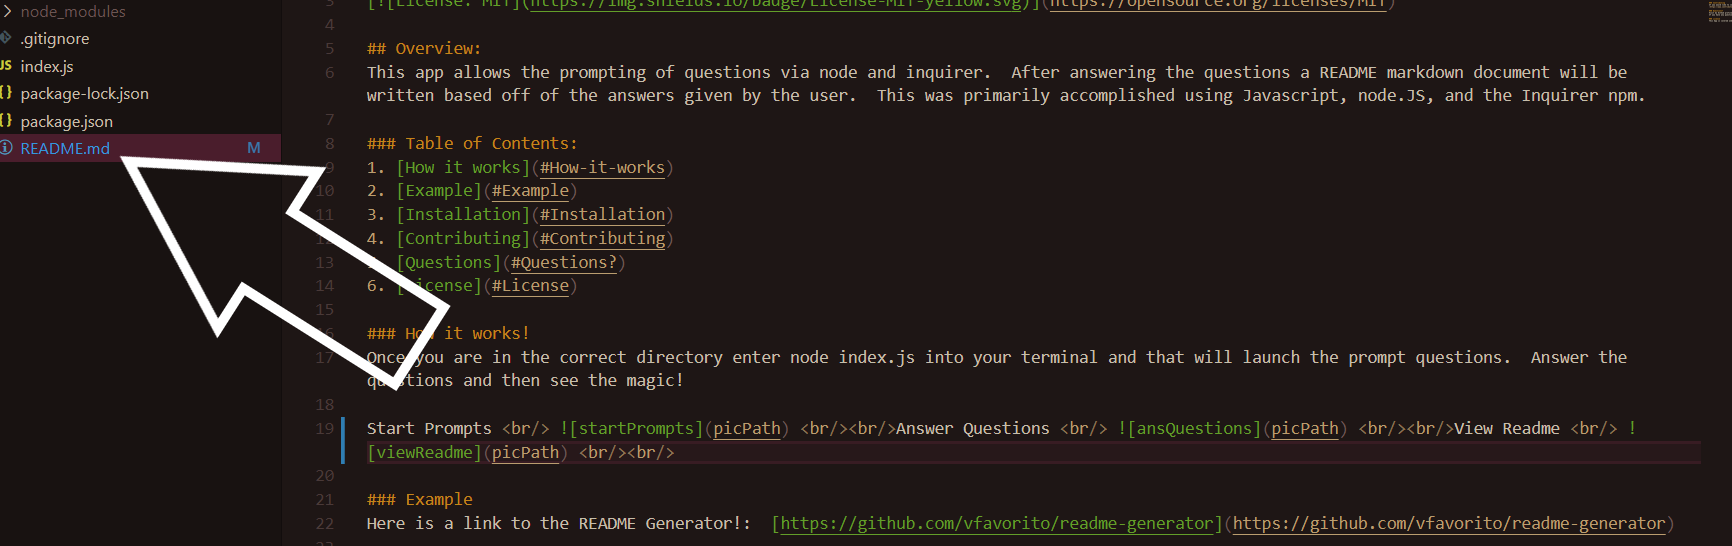 node_modules
.gitignore
JS index.js
{} package-lock.json
{} package.json
README.md M
3 [![License: MIT](https://img.shields.io/badge/License-MIT-yellow.svg)](https://opensource.org/licenses/MIT)
4
5 ## Overview:
6 This app allows the prompting of questions via node and inquirer.  After answering the questions a README markdown document will be
written based off of the answers given by the user.  This was primarily accomplished using Javascript, node.JS, and the Inquirer npm.
7
8 ### Table of Contents:
9 1. [How it works](#How-it-works)
10 2. [Example](#Example)
11 3. [Installation](#Installation)
12 4. [Contributing](#Contributing)
13 [Questions](#Questions?)
14 6. [License](#License)
15
16 ### How it works!
17 Once you are in the correct directory enter node index.js into your terminal and that will launch the prompt questions.  Answer the
questions and then see the magic!
18
19 Start Prompts <br/> ![startPrompts](picPath) <br/><br/>Answer Questions <br/> ![ansQuestions](picPath) <br/><br/>View Readme <br/> !
[viewReadme](picPath) <br/><br/>
20
21 ### Example
22 Here is a link to the README Generator!:  [https://github.com/vfavorito/readme-generator](https://github.com/vfavorito/readme-generator)